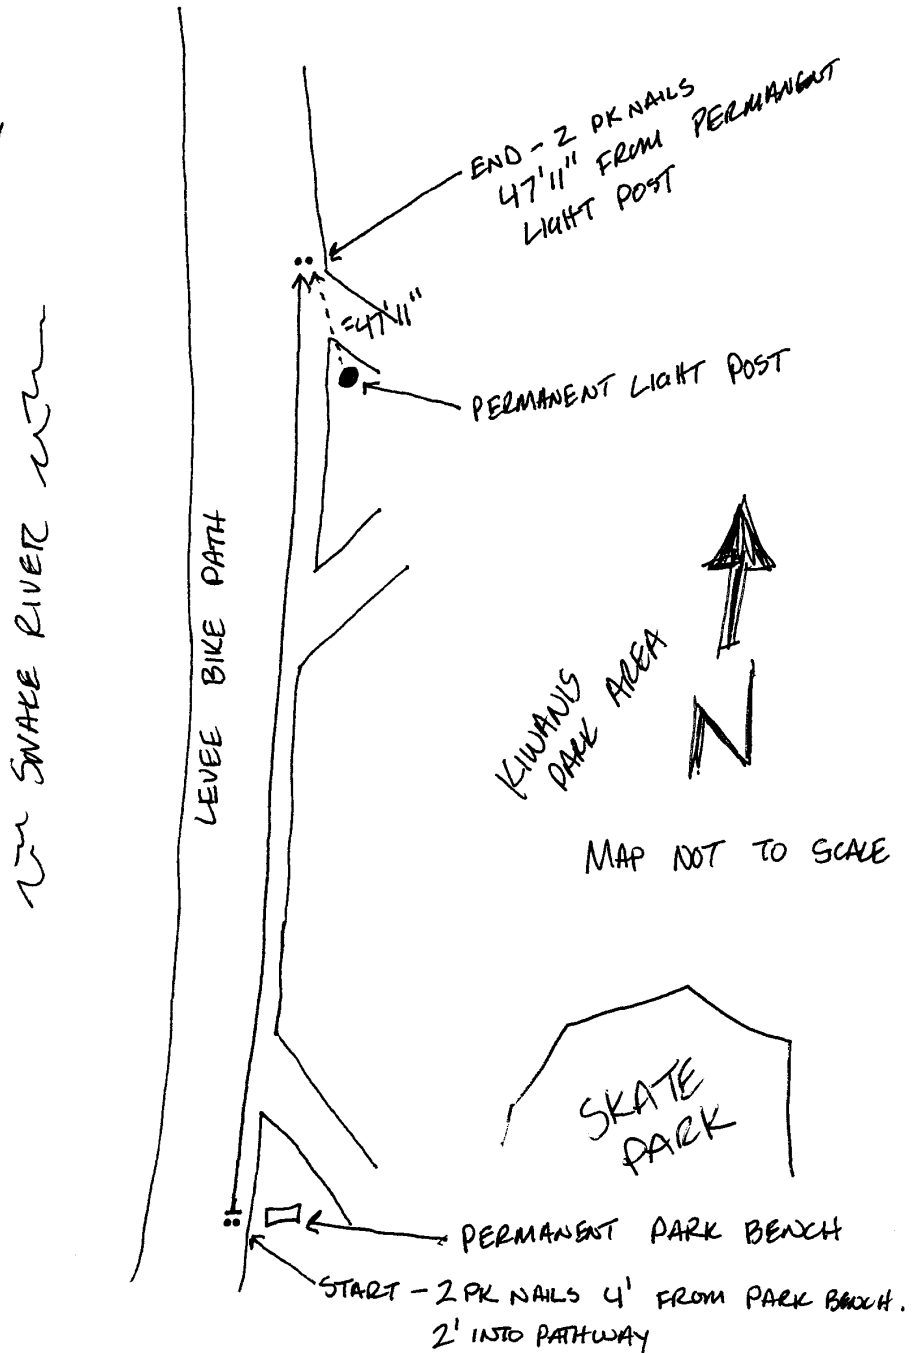 END - 2 PK NAILS
47'11" FROM PERMANENT
LIGHT POST
=47'11"
PERMANENT LIGHT POST
SNAKE RIVER
LEVEE BIKE PATH
KIWANIS
PARK AREA
N
MAP NOT TO SCALE
SKATE
PARK
PERMANENT PARK BENCH
START - 2 PK NAILS 4' FROM PARK BENCH.
2' INTO PATHWAY